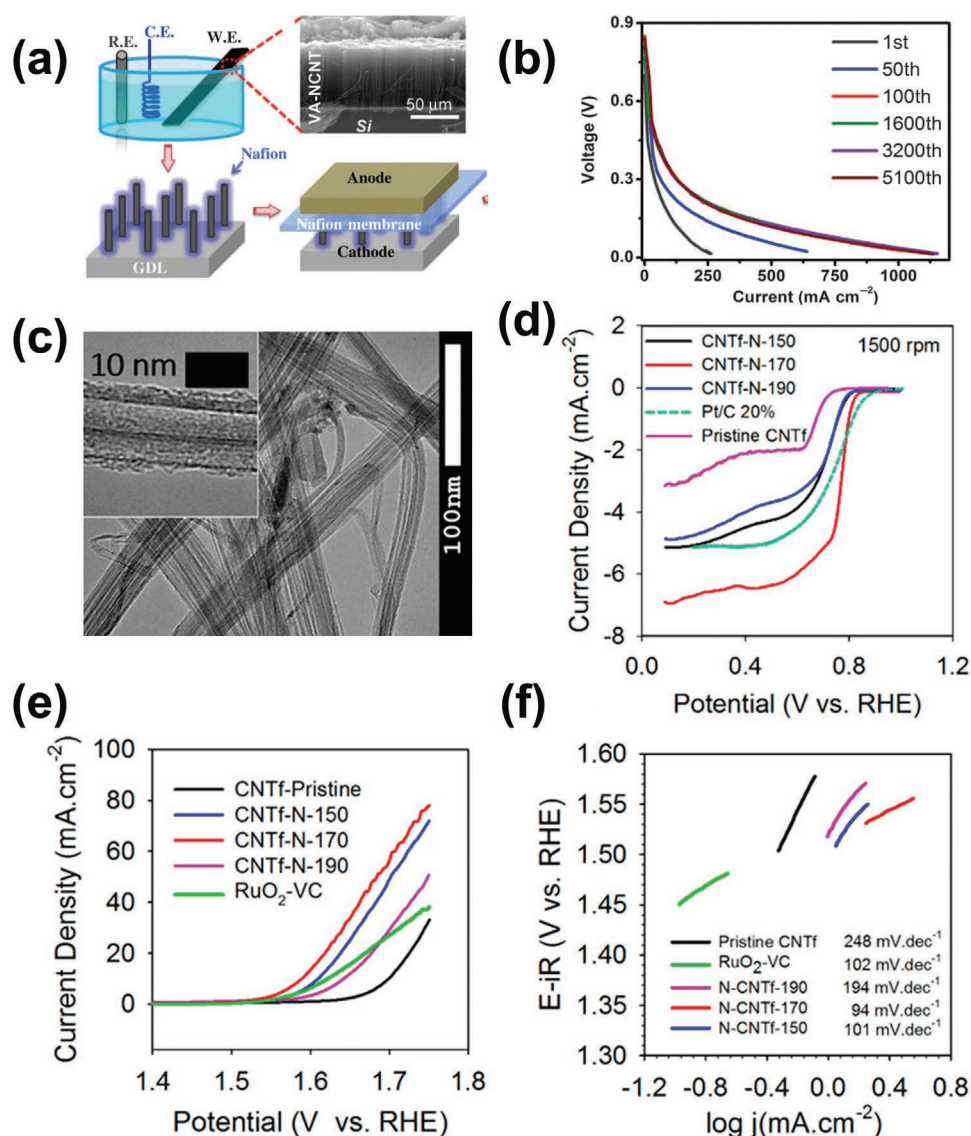 (a)
R.E.
C.E.
W.E.
VA-NCNT
50 μm
Si
Nafion
GDL
Anode
Nafion membrane
Cathode
(b)
Voltage (V)
0.9
0.6
0.3
0.0
0 250 500 750 1000
Current (mA cm⁻²)
1st
50th
100th
1600th
3200th
5100th
(c)
10 nm
100nm
(d)
Current Density (mA.cm⁻²)
2
0
-2
-4
-6
-8
0.0 0.4 0.8 1.2
Potential (V vs. RHE)
CNTf-N-150
CNTf-N-170
CNTf-N-190
Pt/C 20%
Pristine CNTf
1500 rpm
(e)
Current Density (mA.cm⁻²)
100
80
60
40
20
0
1.4 1.5 1.6 1.7 1.8
Potential (V vs. RHE)
CNTf-Pristine
CNTf-N-150
CNTf-N-170
CNTf-N-190
RuO₂-VC
(f)
E-iR (V vs. RHE)
1.60
1.55
1.50
1.45
1.40
1.35
1.30
-1.2 -0.8 -0.4 0.0 0.4 0.8
log j(mA.cm⁻²)
Pristine CNTf 248 mV.dec⁻¹
RuO₂-VC 102 mV.dec⁻¹
N-CNTf-190 194 mV.dec⁻¹
N-CNTf-170 94 mV.dec⁻¹
N-CNTf-150 101 mV.dec⁻¹